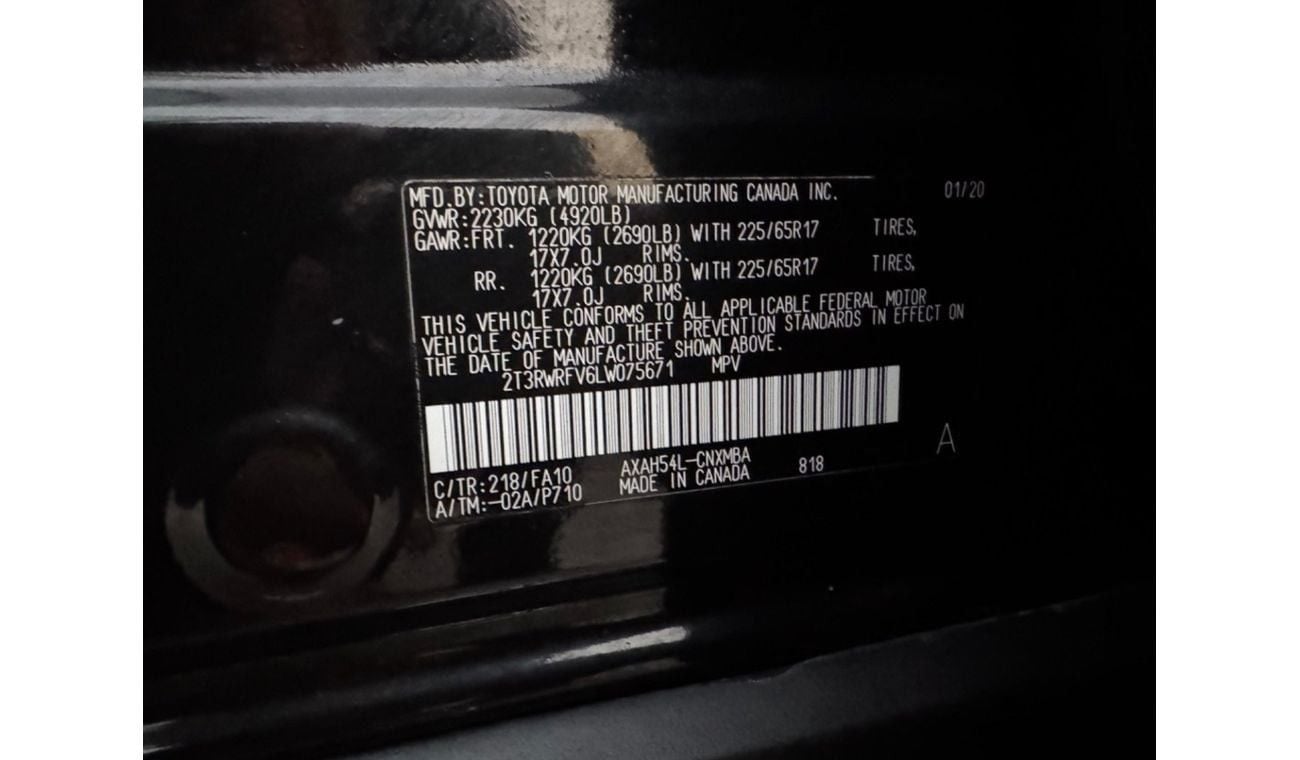 MFD.BY:TOYOTA MOTOR MANUFACTURING CANADA INC. 01/20
GVWR:2230KG (4920LB)
GAWR:FRT. 1220KG (2690LB) WITH 225/65R17 TIRES,
17X7.0J RIMS.
RR. 1220KG (2690LB) WITH 225/65R17 TIRES,
17X7.0J RIMS.
THIS VEHICLE CONFORMS TO ALL APPLICABLE FEDERAL MOTOR
VEHICLE SAFETY AND THEFT PREVENTION STANDARDS IN EFFECT ON
THE DATE OF MANUFACTURE SHOWN ABOVE.
2T3RWRFV6LW075671 MPV
A
C/TR:218/FA10 AXAH54L-CNXMBA 818
A/TM:-02A/P710 MADE IN CANADA